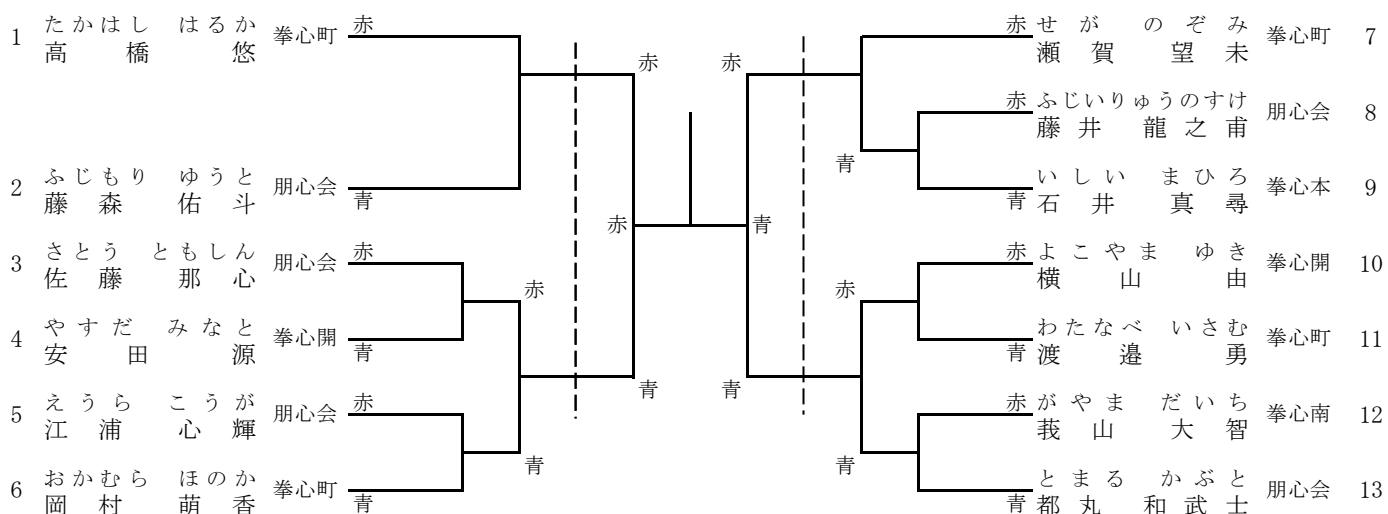 1 たかはし はるか 拳心町 赤
高橋 悠
2 ふじもり ゆうと 朋心会 青
藤森 佑斗
3 さとう ともしん 朋心会 赤
佐藤 那心
4 やすだ みなと 拳心開 青
安田 源
5 えうら こうが 朋心会 赤
江浦 心輝
6 おかむら ほのか 拳心町 青
岡村 萌香
赤
青
赤
青
赤
赤
青
赤
青
青
赤
青
赤 せが のぞみ 拳心町 7
瀬賀 望未
赤 ふじいりゅうのすけ 朋心会 8
藤井 龍之甫
いしい まひろ 拳心本 9
青 石井 真尋
赤 よこやま ゆき 拳心開 10
横山 由
わたなべ いさむ 拳心町 11
青 渡邉 勇
赤 がやま だいち 拳心南 12
莪山 大智
とまる かぶと 朋心会 13
青 都丸 和武士